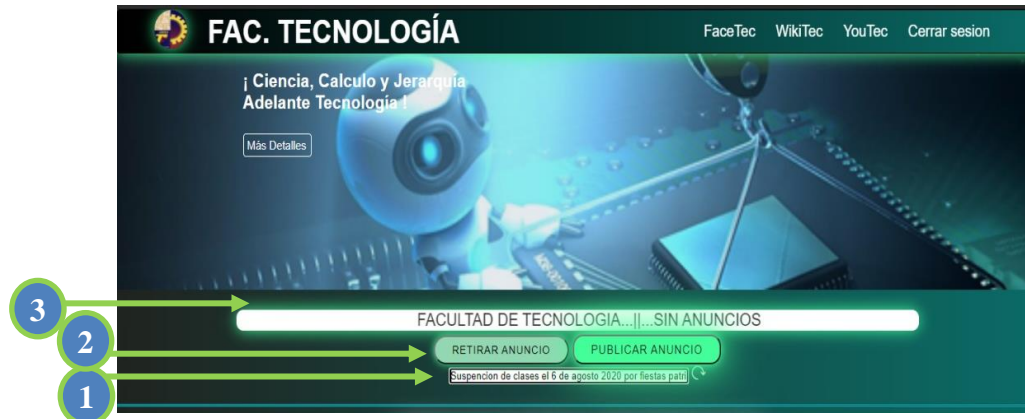 FAC. TECNOLOGÍA
FaceTec WikiTec YouTec Cerrar sesion
¡ Ciencia, Calculo y Jerarquía
Adelante Tecnología !
Más Detalles
3
FACULTAD DE TECNOLOGIA...||...SIN ANUNCIOS
2
RETIRAR ANUNCIO PUBLICAR ANUNCIO
Suspencion de clases el 6 de agosto 2020 por fiestas patri
1